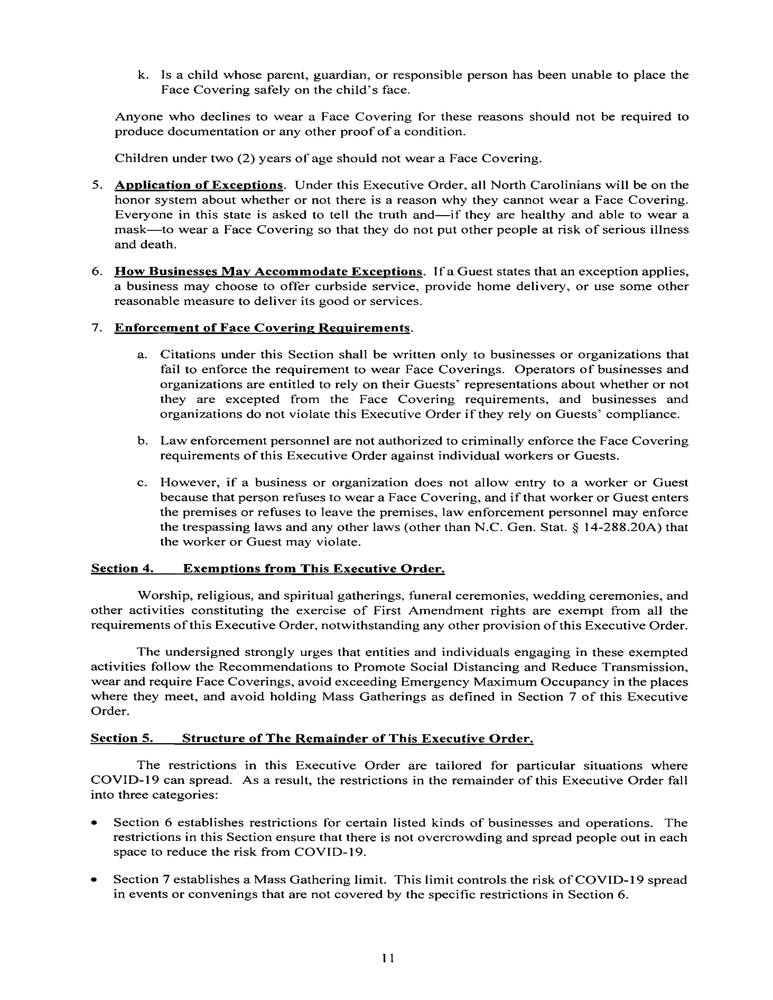 k. Is a child whose parent, guardian, or responsible person has been unable to place the
Face Covering safely on the child's face.
Anyone who declines to wear a Face Covering for these reasons should not be required to
produce documentation or any other proof of a condition.
Children under two (2) years of age should not wear a Face Covering.
5. Application of Exceptions. Under this Executive Order, all North Carolinians will be on the
honor system about whether or not there is a reason why they cannot wear a Face Covering.
Everyone in this state is asked to tell the truth and—if they are healthy and able to wear a
mask—to wear a Face Covering so that they do not put other people at risk of serious illness
and death.
6. How Businesses May Accommodate Exceptions. If a Guest states that an exception applies,
a business may choose to offer curbside service, provide home delivery, or use some other
reasonable measure to deliver its good or services.
7. Enforcement of Face Covering Requirements.
a. Citations under this Section shall be written only to businesses or organizations that
fail to enforce the requirement to wear Face Coverings. Operators of businesses and
organizations are entitled to rely on their Guests' representations about whether or not
they are excepted from the Face Covering requirements, and businesses and
organizations do not violate this Executive Order if they rely on Guests' compliance.
b. Law enforcement personnel are not authorized to criminally enforce the Face Covering
requirements of this Executive Order against individual workers or Guests.
c. However, if a business or organization does not allow entry to a worker or Guest
because that person refuses to wear a Face Covering, and if that worker or Guest enters
the premises or refuses to leave the premises, law enforcement personnel may enforce
the trespassing laws and any other laws (other than N.C. Gen. Stat. § 14-288.20A) that
the worker or Guest may violate.
Section 4. Exemptions from This Executive Order.
Worship, religious, and spiritual gatherings, funeral ceremonies, wedding ceremonies, and
other activities constituting the exercise of First Amendment rights are exempt from all the
requirements of this Executive Order, notwithstanding any other provision of this Executive Order.
The undersigned strongly urges that entities and individuals engaging in these exempted
activities follow the Recommendations to Promote Social Distancing and Reduce Transmission,
wear and require Face Coverings, avoid exceeding Emergency Maximum Occupancy in the places
where they meet, and avoid holding Mass Gatherings as defined in Section 7 of this Executive
Order.
Section 5. Structure of The Remainder of This Executive Order.
The restrictions in this Executive Order are tailored for particular situations where
COVID-19 can spread. As a result, the restrictions in the remainder of this Executive Order fall
into three categories:
• Section 6 establishes restrictions for certain listed kinds of businesses and operations. The
restrictions in this Section ensure that there is not overcrowding and spread people out in each
space to reduce the risk from COVID-19.
• Section 7 establishes a Mass Gathering limit. This limit controls the risk of COVID-19 spread
in events or convenings that are not covered by the specific restrictions in Section 6.
11